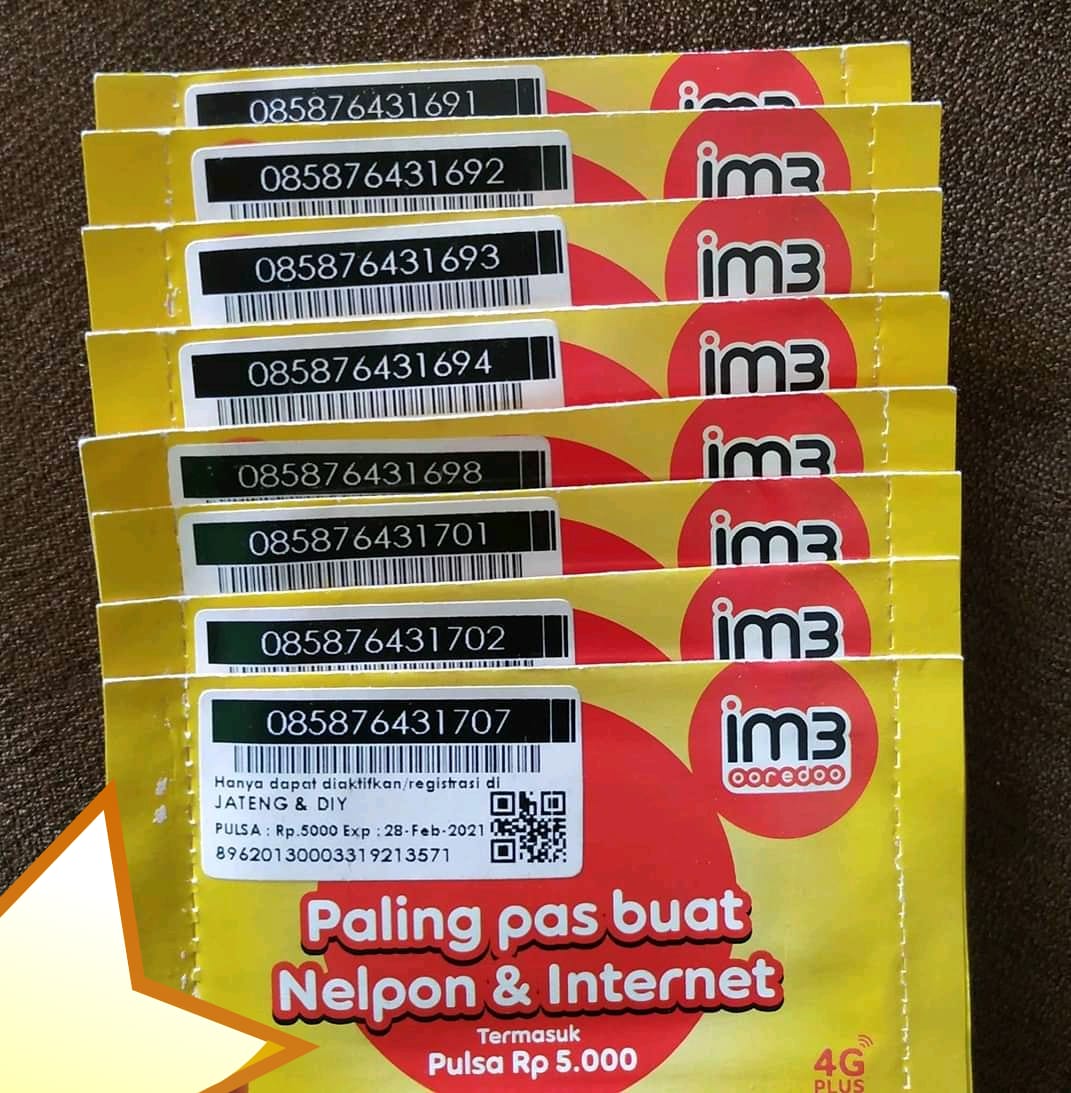 085876431691
im3
085876431692
im3
085876431693
im3
085876431694
im3
085876431698
im3
085876431701
im3
085876431702
im3
085876431707
im3
ooredoo
Hanya dapat diaktifkan/registrasi di
JATENG & DIY
PULSA : Rp.5000 Exp : 28-Feb-2021
89620130003319213571
Paling pas buat
Nelpon & Internet
Termasuk
Pulsa Rp 5.000
4G
PLUS